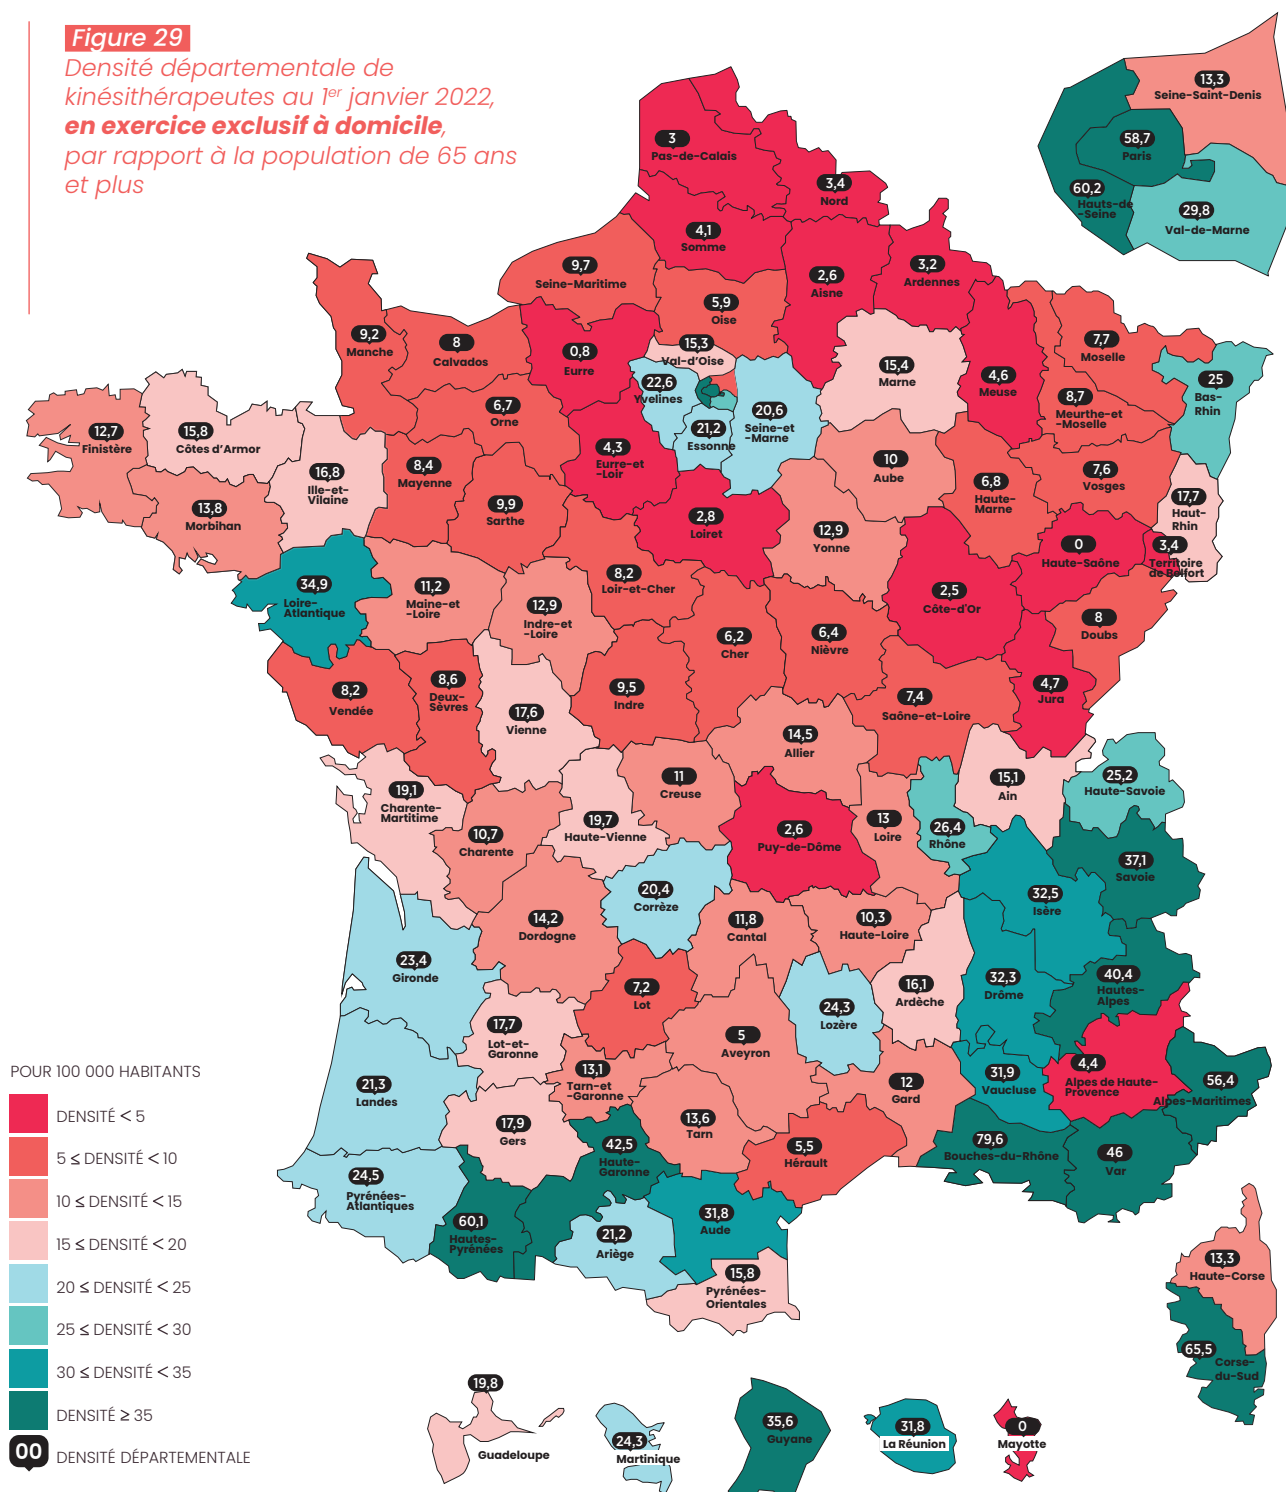 Figure 29
Densité départementale de
kinésithérapeutes au 1er janvier 2022,
en exercice exclusif à domicile,
par rapport à la population de 65 ans
et plus
13,3
Seine-Saint-Denis
58,7
Paris
60,2
Hauts-de
-Seine
29,8
Val-de-Marne
3
Pas-de-Calais
3,4
Nord
4,1
Somme
2,6
Aisne
3,2
Ardennes
9,7
Seine-Maritime
5,9
Oise
9,2
Manche
8
Calvados
0,8
Eurre
15,3
Val-d'Oise
15,4
Marne
4,6
Meuse
7,7
Moselle
8,7
Meurthe-et
-Moselle
25
Bas-
Rhin
22,6
Yvelines
21,2
Essonne
20,6
Seine-et
-Marne
6,7
Orne
12,7
Finistère
15,8
Côtes d'Armor
16,8
Ille-et-
Vilaine
8,4
Mayenne
4,3
Eurre-et
-Loir
10
Aube
6,8
Haute-
Marne
7,6
Vosges
17,7
Haut-
Rhin
13,8
Morbihan
9,9
Sarthe
2,8
Loiret
12,9
Yonne
0
Haute-Saône
3,4
Territoire
de Belfort
34,9
Loire-
Atlantique
11,2
Maine-et
-Loire
12,9
Indre-et
-Loire
8,2
Loir-et-Cher
2,5
Côte-d'Or
8
Doubs
6,2
Cher
6,4
Nièvre
8,2
Vendée
8,6
Deux-
Sèvres
17,6
Vienne
9,5
Indre
7,4
Saône-et-Loire
4,7
Jura
14,5
Allier
19,1
Charente-
Martitime
11
Creuse
15,1
Ain
25,2
Haute-Savoie
10,7
Charente
19,7
Haute-Vienne
2,6
Puy-de-Dôme
13
Loire
26,4
Rhône
37,1
Savoie
20,4
Corrèze
32,5
Isère
14,2
Dordogne
11,8
Cantal
10,3
Haute-Loire
23,4
Gironde
7,2
Lot
24,3
Lozère
16,1
Ardèche
32,3
Drôme
40,4
Hautes-
Alpes
17,7
Lot-et-
Garonne
5
Aveyron
13,1
Tarn-et
-Garonne
12
Gard
31,9
Vaucluse
4,4
Alpes de Haute-
Provence
56,4
Alpes-Maritimes
21,3
Landes
17,9
Gers
13,6
Tarn
42,5
Haute-
Garonne
5,5
Hérault
79,6
Bouches-du-Rhône
46
Var
24,5
Pyrénées-
Atlantiques
60,1
Hautes-
Pyrénées
21,2
Ariège
31,8
Aude
15,8
Pyrénées-
Orientales
13,3
Haute-Corse
65,5
Corse-
du-Sud
POUR 100 000 HABITANTS
DENSITÉ < 5
5 ≤ DENSITÉ < 10
10 ≤ DENSITÉ < 15
15 ≤ DENSITÉ < 20
20 ≤ DENSITÉ < 25
25 ≤ DENSITÉ < 30
30 ≤ DENSITÉ < 35
DENSITÉ ≥ 35
00 DENSITÉ DÉPARTEMENTALE
19,8
Guadeloupe
24,3
Martinique
35,6
Guyane
31,8
La Réunion
0
Mayotte